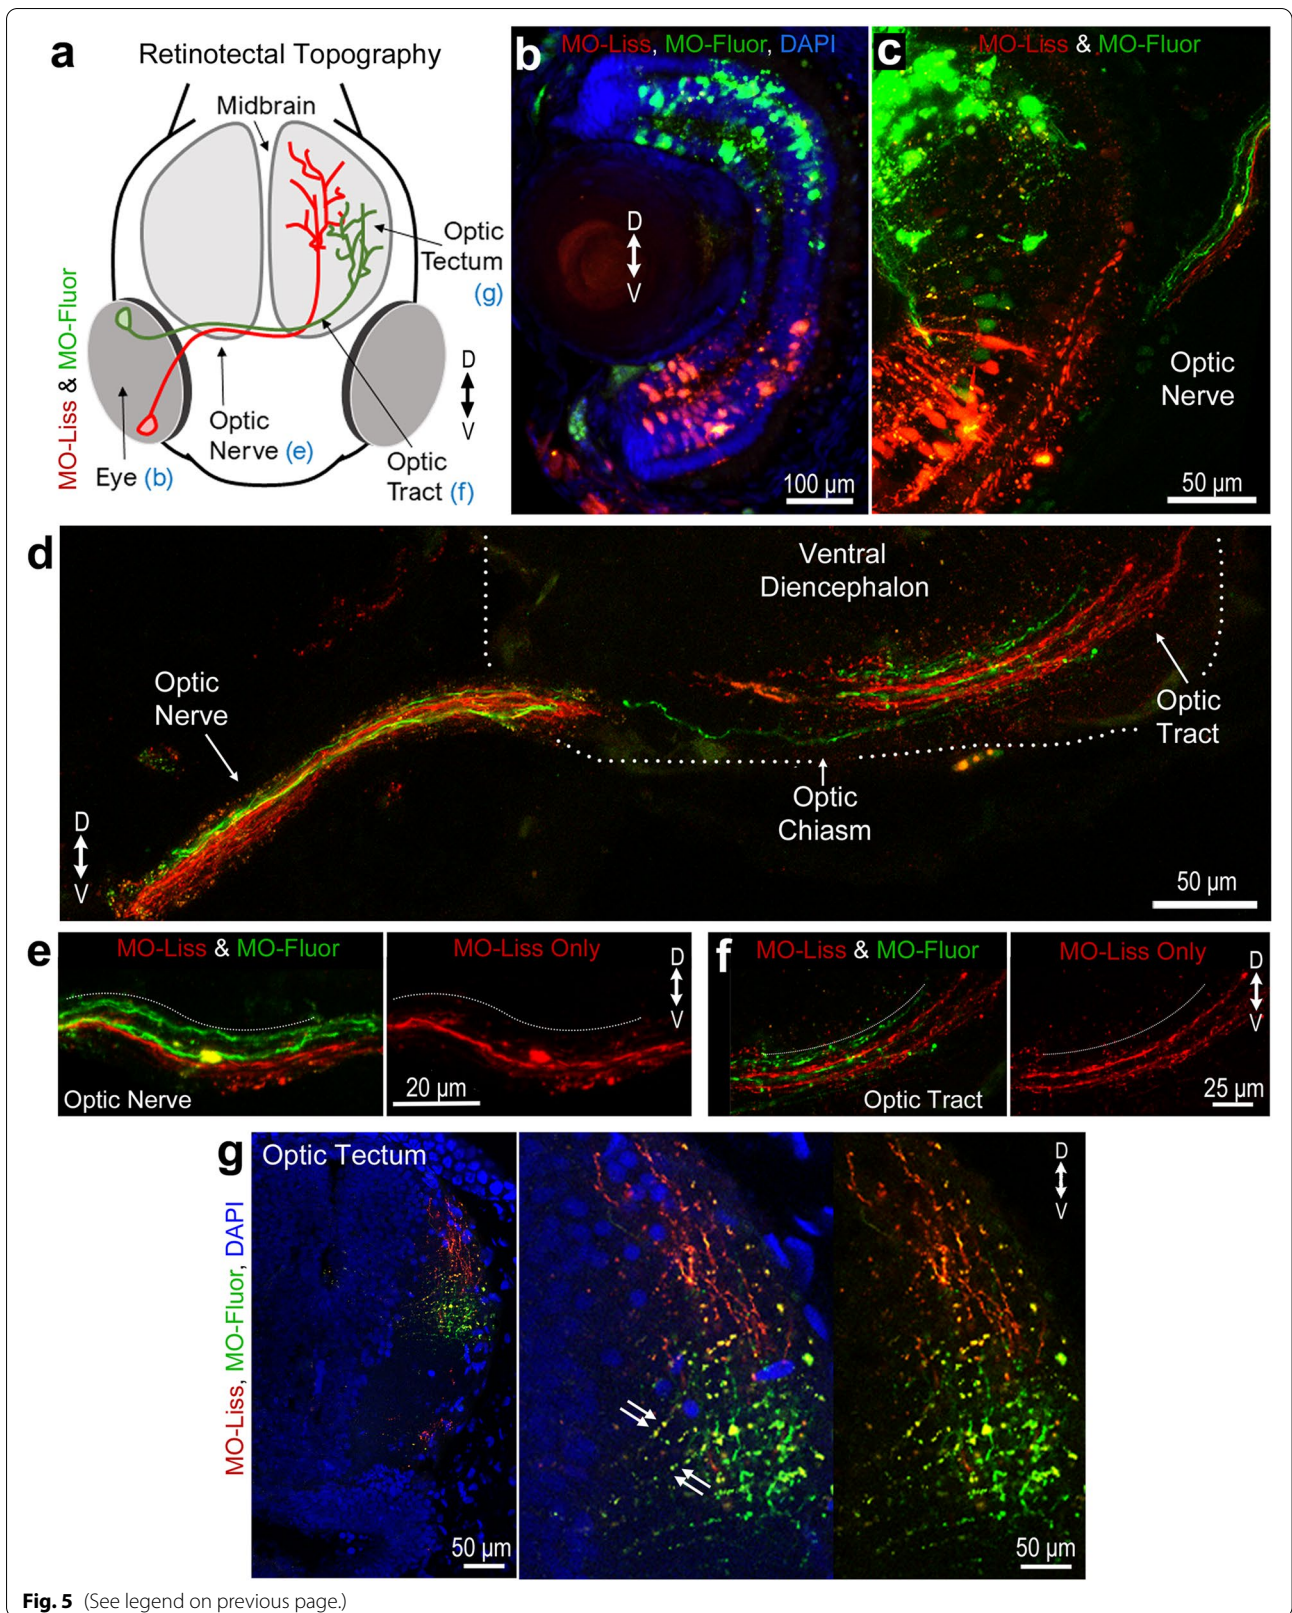 a
Retinotectal Topography
Midbrain
Optic
Tectum
(g)
MO-Liss & MO-Fluor
D
V
Optic
Nerve (e)
Eye (b)
Optic
Tract (f)
b
MO-Liss, MO-Fluor, DAPI
D
V
100 µm
c
MO-Liss & MO-Fluor
Optic
Nerve
50 µm
d
Ventral
Diencephalon
Optic
Nerve
Optic
Tract
Optic
Chiasm
D
V
50 µm
e
MO-Liss & MO-Fluor
Optic Nerve
MO-Liss Only
D
V
20 µm
f
MO-Liss & MO-Fluor
Optic Tract
MO-Liss Only
D
V
25 µm
g
Optic Tectum
MO-Liss, MO-Fluor, DAPI
50 µm
D
V
50 µm
Fig. 5 (See legend on previous page.)